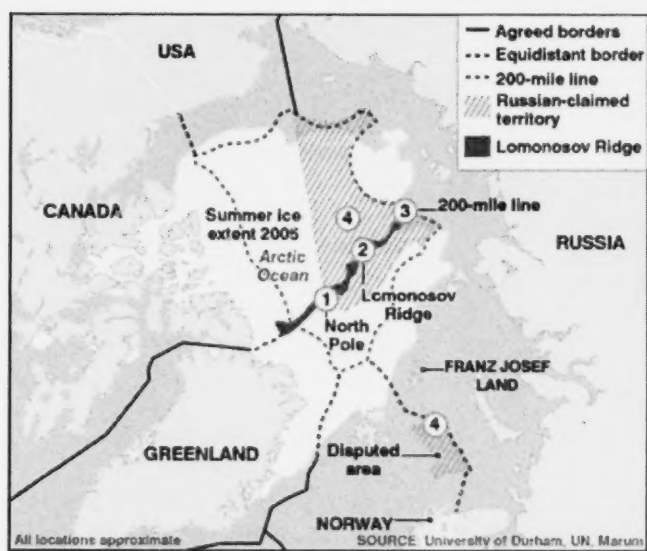 USA
Agreed borders
Equidistant border
200-mile line
Russian-claimed
territory
Lomonosov Ridge
CANADA
Summer ice
extent 2005
Arctic
Ocean
4
3
200-mile line
2
RUSSIA
1
Lomonosov
Ridge
North
Pole
FRANZ JOSEF
LAND
4
GREENLAND
Disputed
area
NORWAY
All locations approximate
SOURCE: University of Durham, UN, Marum